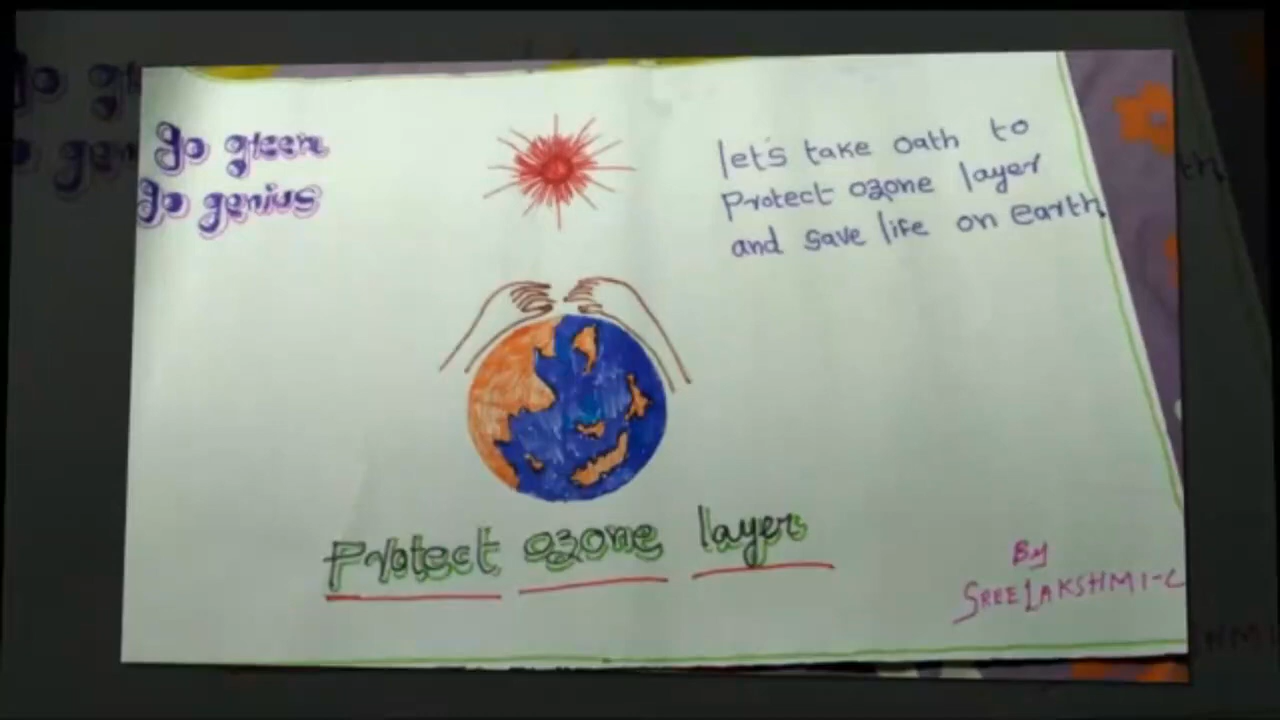 Go green
Go genius
let's take oath to
Protect ozone layer
and save life on earth
Protect ozone layer
By
SREELAKSHMI-C